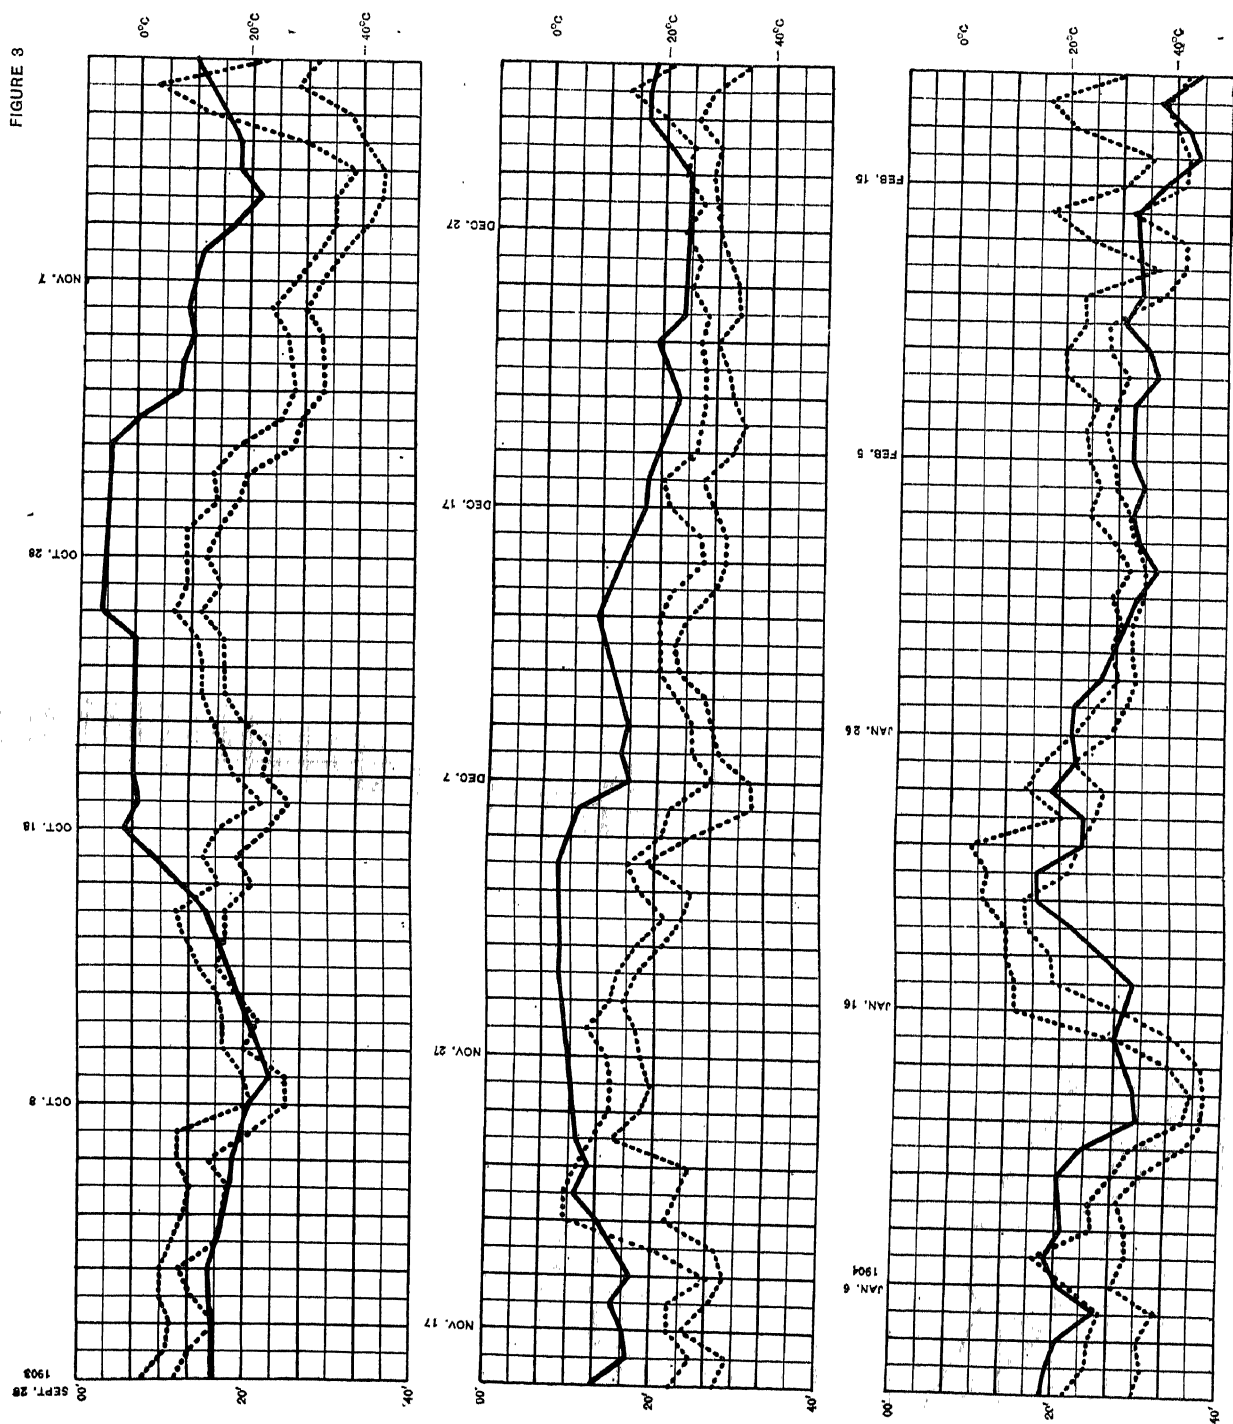 FIGURE 3
0°C
-20°C
-40°C
NOV. 7
OCT. 28
OCT. 18
OCT. 8
SEPT. 28
1903
00'
20'
40'
0°C
-20°C
-40°C
DEC. 27
DEC. 17
DEC. 7
NOV. 27
NOV. 17
00'
20'
40'
0°C
-20°C
-40°C
FEB. 15
FEB. 5
JAN. 26
JAN. 16
JAN. 6
1904
00'
20'
40'